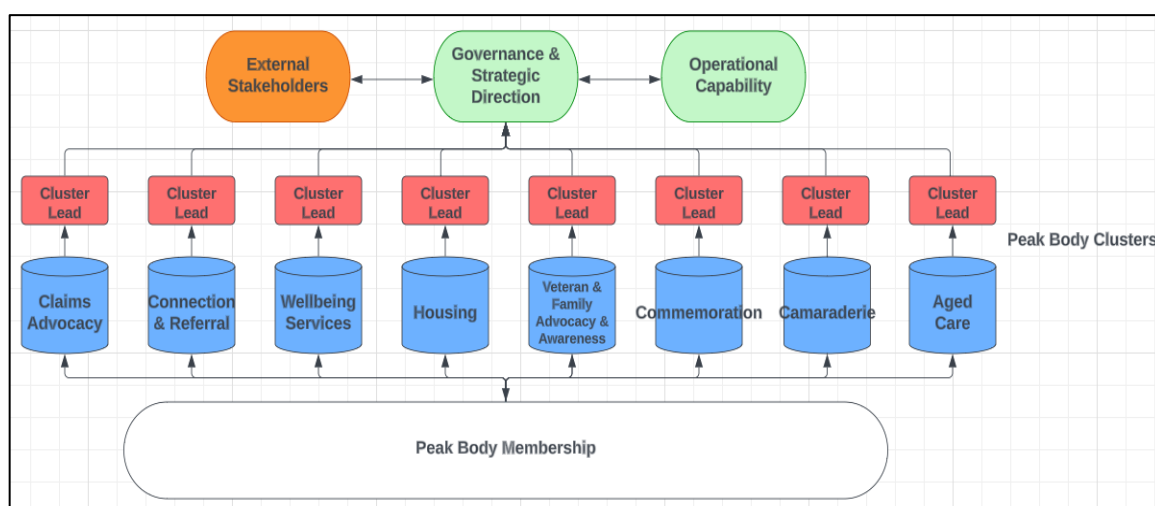 External
Stakeholders
Governance &
Strategic
Direction
Operational
Capability
Cluster
Lead
Cluster
Lead
Cluster
Lead
Cluster
Lead
Cluster
Lead
Cluster
Lead
Cluster
Lead
Cluster
Lead
Peak Body Clusters
Claims
Advocacy
Connection
& Referral
Wellbeing
Services
Housing
Veteran &
Family
Advocacy &
Awareness
Commemoration
Camaraderie
Aged
Care
Peak Body Membership